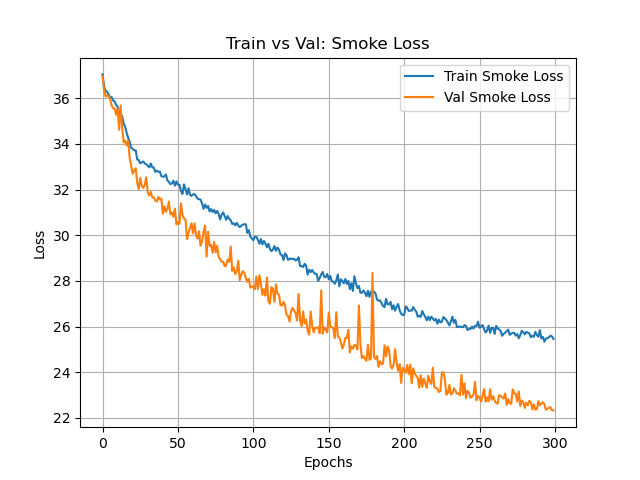 Train vs Val: Smoke Loss
Train Smoke Loss
Val Smoke Loss
36
34
32
30
28
26
24
22
Loss
0 50 100 150 200 250 300
Epochs